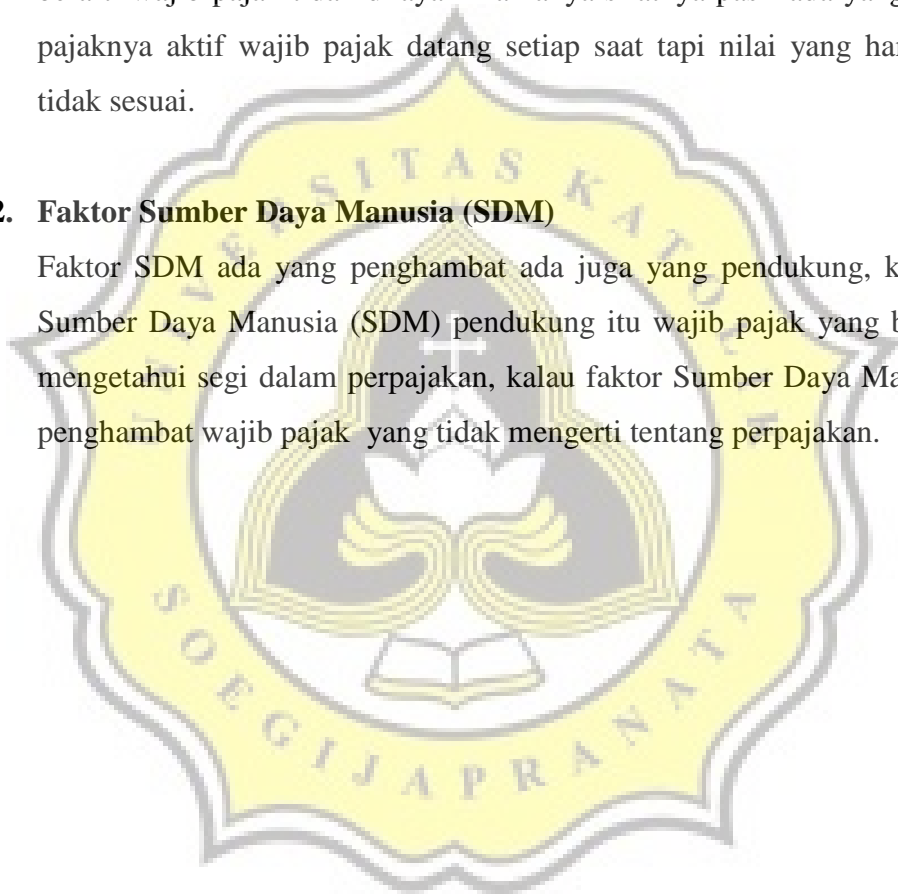 pajaknya aktif wajib pajak datang setiap saat tapi nilai yang
tidak sesuai.
2. Faktor Sumber Daya Manusia (SDM)
Faktor SDM ada yang penghambat ada juga yang pendukung,
Sumber Daya Manusia (SDM) pendukung itu wajib pajak yang
mengetahui segi dalam perpajakan, kalau faktor Sumber Daya
penghambat wajib pajak yang tidak mengerti tentang perpajakan.
UNIVERSITAS KATOLIK
SOEGIJAPRANATA